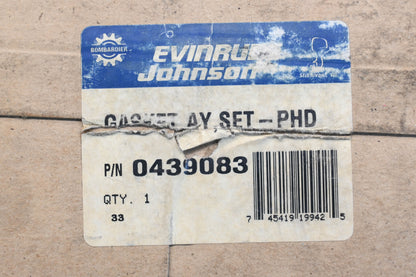 BOMBARDIER
EVINRUDE
Johnson
GASKET AY, SET – PHD
P/N 0439083
QTY. 1
33
7 45419 19942 5